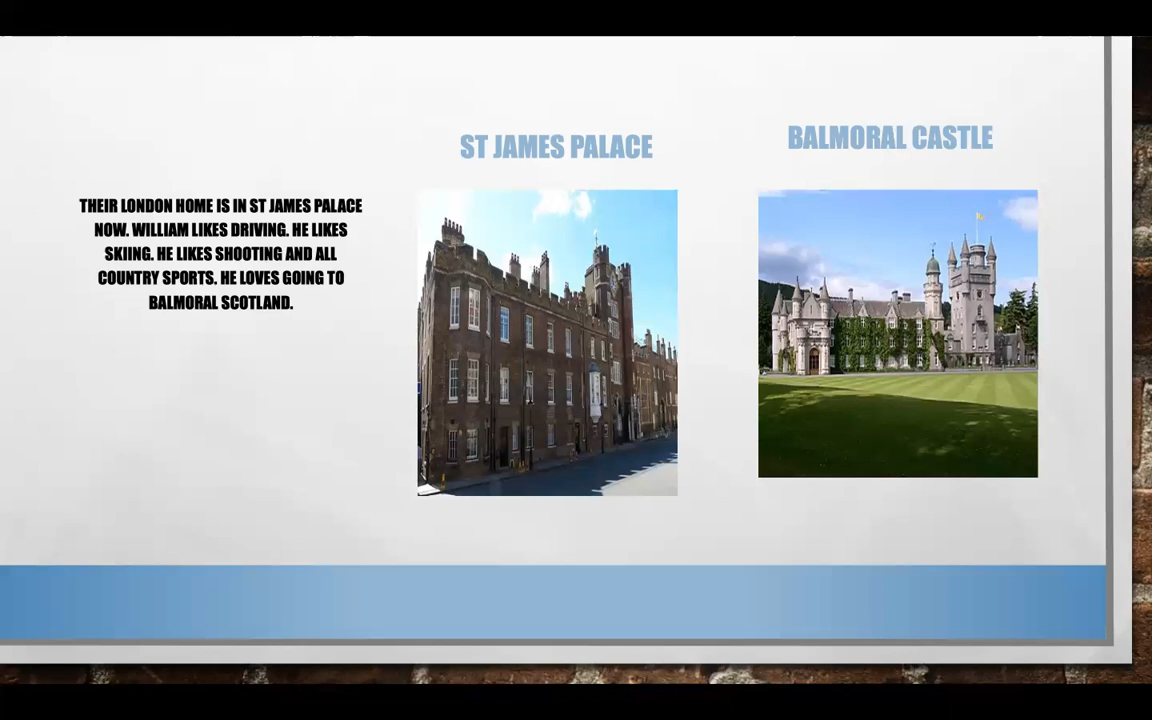 ST JAMES PALACE
BALMORAL CASTLE
THEIR LONDON HOME IS IN ST JAMES PALACE
NOW. WILLIAM LIKES DRIVING. HE LIKES
SKIING. HE LIKES SHOOTING AND ALL
COUNTRY SPORTS. HE LOVES GOING TO
BALMORAL SCOTLAND.